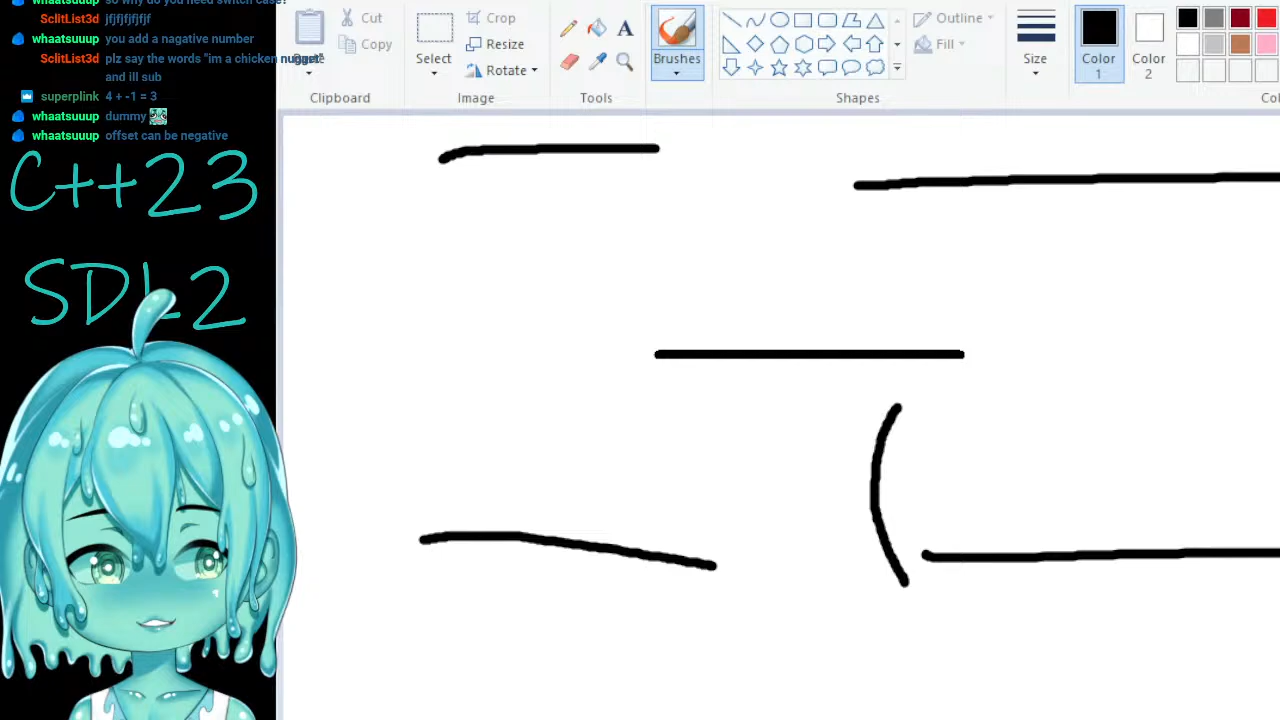 so why do you need switch case?
SclitList3d jfjfjfjfjfjf
whaatsuuup you add a nagative number
SclitList3d plz say the words "im a chicken nugget"
and ill sub
superplink 4 + -1 = 3
whaatsuuup dummy
whaatsuuup offset can be negative
C++23
SDL2
Cut
Copy
Clipboard
Select
Crop
Resize
Rotate
Image
A
Tools
Brushes
Shapes
Outline
Fill
Size
Color
1
Color
2